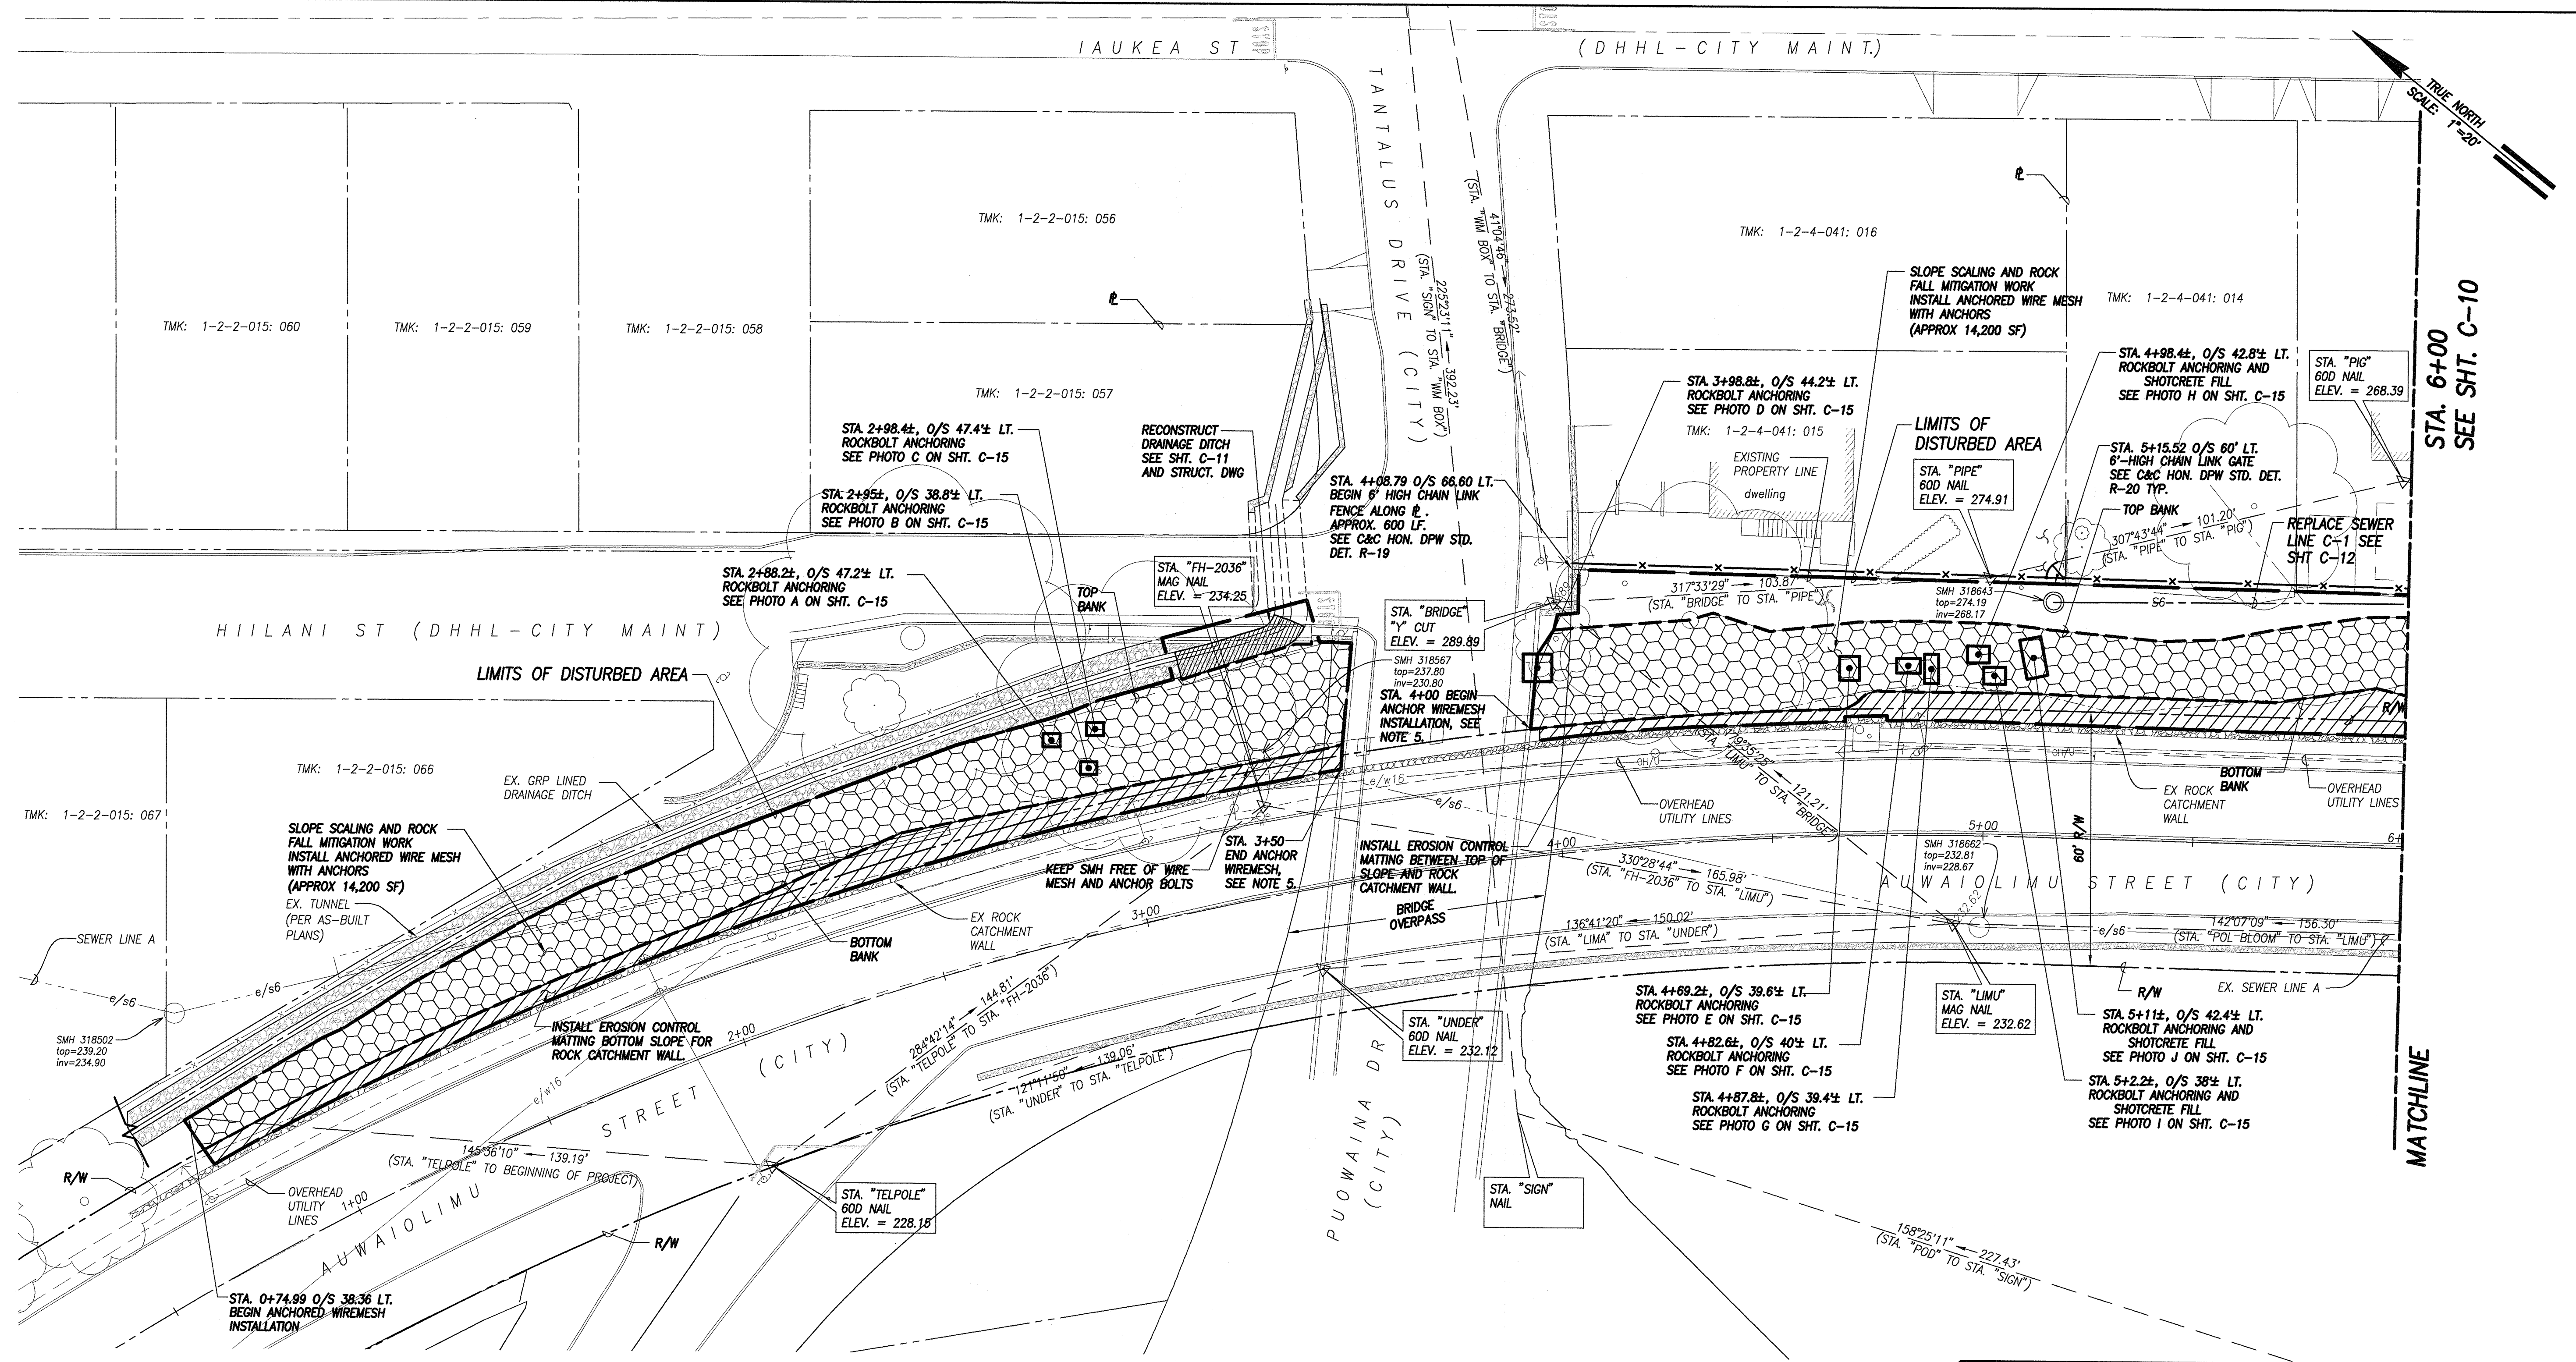 IAUKEA ST
(DHHL-CITY MAINT.)
TRUE NORTH
SCALE: 1"=20'
TANTALUS DRIVE (CITY)
(STA. "SIGN" TO STA. "WM BOX")
225°23'11" 392.23'
41°04'46" 273.52'
(STA. "WM BOX" TO STA. "BRIDGE")
TMK: 1-2-2-015: 056
TMK: 1-2-4-041: 016
TMK: 1-2-2-015: 060
TMK: 1-2-2-015: 059
TMK: 1-2-2-015: 058
TMK: 1-2-2-015: 057
SLOPE SCALING AND ROCK
FALL MITIGATION WORK
INSTALL ANCHORED WIRE MESH
WITH ANCHORS
(APPROX 14,200 SF)
TMK: 1-2-4-041: 014
STA. 6+00
SEE SHT. C-10
STA. 4+98.4±, O/S 42.8'± LT.
ROCKBOLT ANCHORING AND
SHOTCRETE FILL
SEE PHOTO H ON SHT. C-15
STA. "PIG"
60D NAIL
ELEV. = 268.39
STA. 3+98.8±, O/S 44.2'± LT.
ROCKBOLT ANCHORING
SEE PHOTO D ON SHT. C-15
TMK: 1-2-4-041: 015
LIMITS OF
DISTURBED AREA
STA. 2+98.4±, O/S 47.4'± LT.
ROCKBOLT ANCHORING
SEE PHOTO C ON SHT. C-15
RECONSTRUCT
DRAINAGE DITCH
SEE SHT. C-11
AND STRUCT. DWG
EXISTING
PROPERTY LINE
dwelling
STA. "PIPE"
60D NAIL
ELEV. = 274.91
STA. 5+15.52 O/S 60' LT.
6'-HIGH CHAIN LINK GATE
SEE C&C HON. DPW STD. DET.
R-20 TYP.
TOP BANK
307°43'44" 101.20'
(STA. "PIPE" TO STA. "PIG")
REPLACE SEWER
LINE C-1 SEE
SHT C-12
STA. 2+95±, O/S 38.8'± LT.
ROCKBOLT ANCHORING
SEE PHOTO B ON SHT. C-15
STA. 4+08.79 O/S 66.60 LT.
BEGIN 6' HIGH CHAIN LINK
FENCE ALONG ℄.
APPROX. 600 LF.
SEE C&C HON. DPW STD.
DET. R-19
STA. 2+88.2±, O/S 47.2'± LT.
ROCKBOLT ANCHORING
SEE PHOTO A ON SHT. C-15
TOP
BANK
STA. "FH-2036"
MAG NAIL
ELEV. = 234.25
317°33'29" 103.87'
(STA. "BRIDGE" TO STA. "PIPE")
SMH 318643
top=274.19
inv=268.17
S6
STA. "BRIDGE"
"Y" CUT
ELEV. = 289.89
HIILANI ST (DHHL-CITY MAINT)
LIMITS OF DISTURBED AREA
SMH 318567
top=237.80
inv=230.80
STA. 4+00 BEGIN
ANCHOR WIREMESH
INSTALLATION, SEE
NOTE 5.
R/W
TMK: 1-2-2-015: 066
EX. GRP LINED
DRAINAGE DITCH
179°35'25" 121.21'
(STA. "LIMU" TO STA. "BRIDGE")
OH/U
OH/U
BOTTOM
BANK
EX ROCK
CATCHMENT
WALL
OVERHEAD
UTILITY LINES
e/w16
e/s6
OVERHEAD
UTILITY LINES
TMK: 1-2-2-015: 067
SLOPE SCALING AND ROCK
FALL MITIGATION WORK
INSTALL ANCHORED WIRE MESH
WITH ANCHORS
(APPROX 14,200 SF)
EX. TUNNEL
(PER AS-BUILT
PLANS)
KEEP SMH FREE OF WIRE
MESH AND ANCHOR BOLTS
STA. 3+50
END ANCHOR
WIREMESH,
SEE NOTE 5.
INSTALL EROSION CONTROL
MATTING BETWEEN TOP OF
SLOPE AND ROCK
CATCHMENT WALL.
4+00
5+00
6+
60' R/W
330°28'44" 165.98'
(STA. "FH-2036" TO STA. "LIMU")
SMH 318662
top=232.81
inv=228.67
AUWAIOLIMU STREET (CITY)
BRIDGE
OVERPASS
3+00
EX ROCK
CATCHMENT
WALL
BOTTOM
BANK
SEWER LINE A
e/s6
e/s6
136°41'20" 150.02'
(STA. "LIMA" TO STA. "UNDER")
232.62
142°07'09" 156.30'
(STA. "POL-BLOOM" TO STA. "LIMU")
e/s6
EX. SEWER LINE A
R/W
SMH 318502
top=239.20
inv=234.90
INSTALL EROSION CONTROL
MATTING BOTTOM SLOPE FOR
ROCK CATCHMENT WALL.
2+00
284°42'14" 144.81'
(STA. "TELPOLE" TO STA. "FH-2036")
STA. 4+69.2±, O/S 39.6'± LT.
ROCKBOLT ANCHORING
SEE PHOTO E ON SHT. C-15
STA. "LIMU"
MAG NAIL
ELEV. = 232.62
STA. "UNDER"
60D NAIL
ELEV. = 232.12
STA. 5+11±, O/S 42.4'± LT.
ROCKBOLT ANCHORING AND
SHOTCRETE FILL
SEE PHOTO J ON SHT. C-15
STA. 4+82.6±, O/S 40'± LT.
ROCKBOLT ANCHORING
SEE PHOTO F ON SHT. C-15
121°11'50" 139.06'
(STA. "UNDER" TO STA. "TELPOLE")
STA. 5+2.2±, O/S 38'± LT.
ROCKBOLT ANCHORING AND
SHOTCRETE FILL
SEE PHOTO I ON SHT. C-15
STA. 4+87.8±, O/S 39.4'± LT.
ROCKBOLT ANCHORING
SEE PHOTO G ON SHT. C-15
MATCHLINE
e/w16
AUWAIOLIMU STREET (CITY)
145°36'10" 139.19'
(STA. "TELPOLE" TO BEGINNING OF PROJECT)
R/W
OVERHEAD
UTILITY
LINES
1+00
STA. "TELPOLE"
60D NAIL
ELEV. = 228.15
R/W
PUOWAINA DR
(CITY)
STA. "SIGN"
NAIL
158°25'11" 227.43'
(STA. "POD" TO STA. "SIGN")
STA. 0+74.99 O/S 38.36 LT.
BEGIN ANCHORED WIREMESH
INSTALLATION